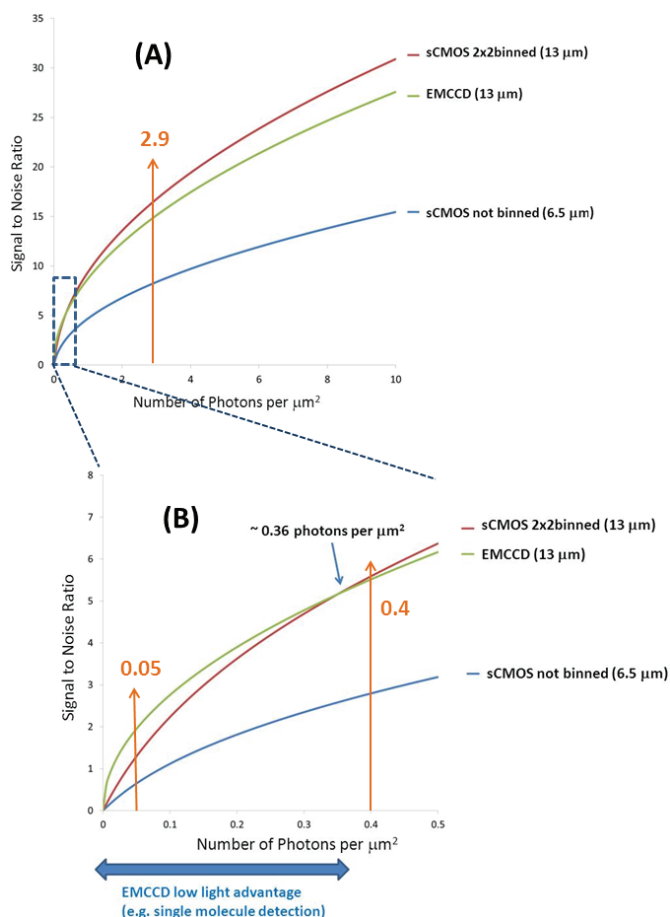 (A)
35
30
25
20
15
10
5
0
Signal to Noise Ratio
2.9
sCMOS 2x2binned (13 μm)
EMCCD (13 μm)
sCMOS not binned (6.5 μm)
0
2
4
6
8
10
Number of Photons per μm²
(B)
8
7
6
5
4
3
2
1
0
Signal to Noise Ratio
~ 0.36 photons per μm²
0.05
0.4
sCMOS 2x2binned (13 μm)
EMCCD (13 μm)
sCMOS not binned (6.5 μm)
0
0.1
0.2
0.3
0.4
0.5
Number of Photons per μm²
EMCCD low light advantage
(e.g. single molecule detection)